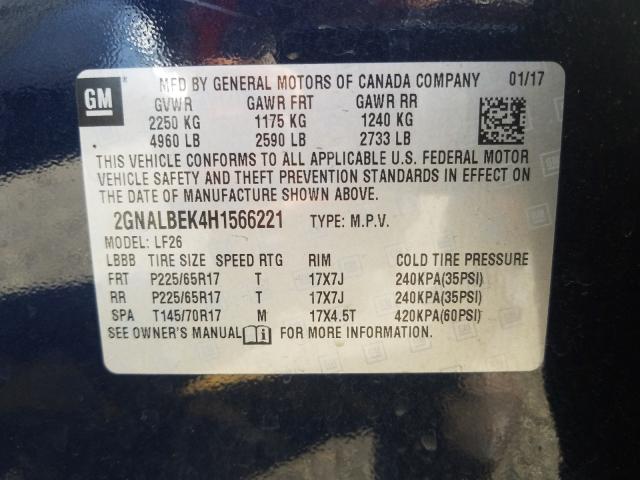 GM
MFD BY GENERAL MOTORS OF CANADA COMPANY 01/17
GVWR GAWR FRT GAWR RR
2250 KG 1175 KG 1240 KG
4960 LB 2590 LB 2733 LB
THIS VEHICLE CONFORMS TO ALL APPLICABLE U.S. FEDERAL MOTOR
VEHICLE SAFETY AND THEFT PREVENTION STANDARDS IN EFFECT ON
THE DATE OF MANUFACTURE SHOWN ABOVE.
2GNALBEK4H1566221 TYPE: M.P.V.
MODEL: LF26
LBBB TIRE SIZE SPEED RTG RIM COLD TIRE PRESSURE
FRT P225/65R17 T 17X7J 240KPA(35PSI)
RR P225/65R17 T 17X7J 240KPA(35PSI)
SPA T145/70R17 M 17X4.5T 420KPA(60PSI)
SEE OWNER'S MANUAL FOR MORE INFORMATION.